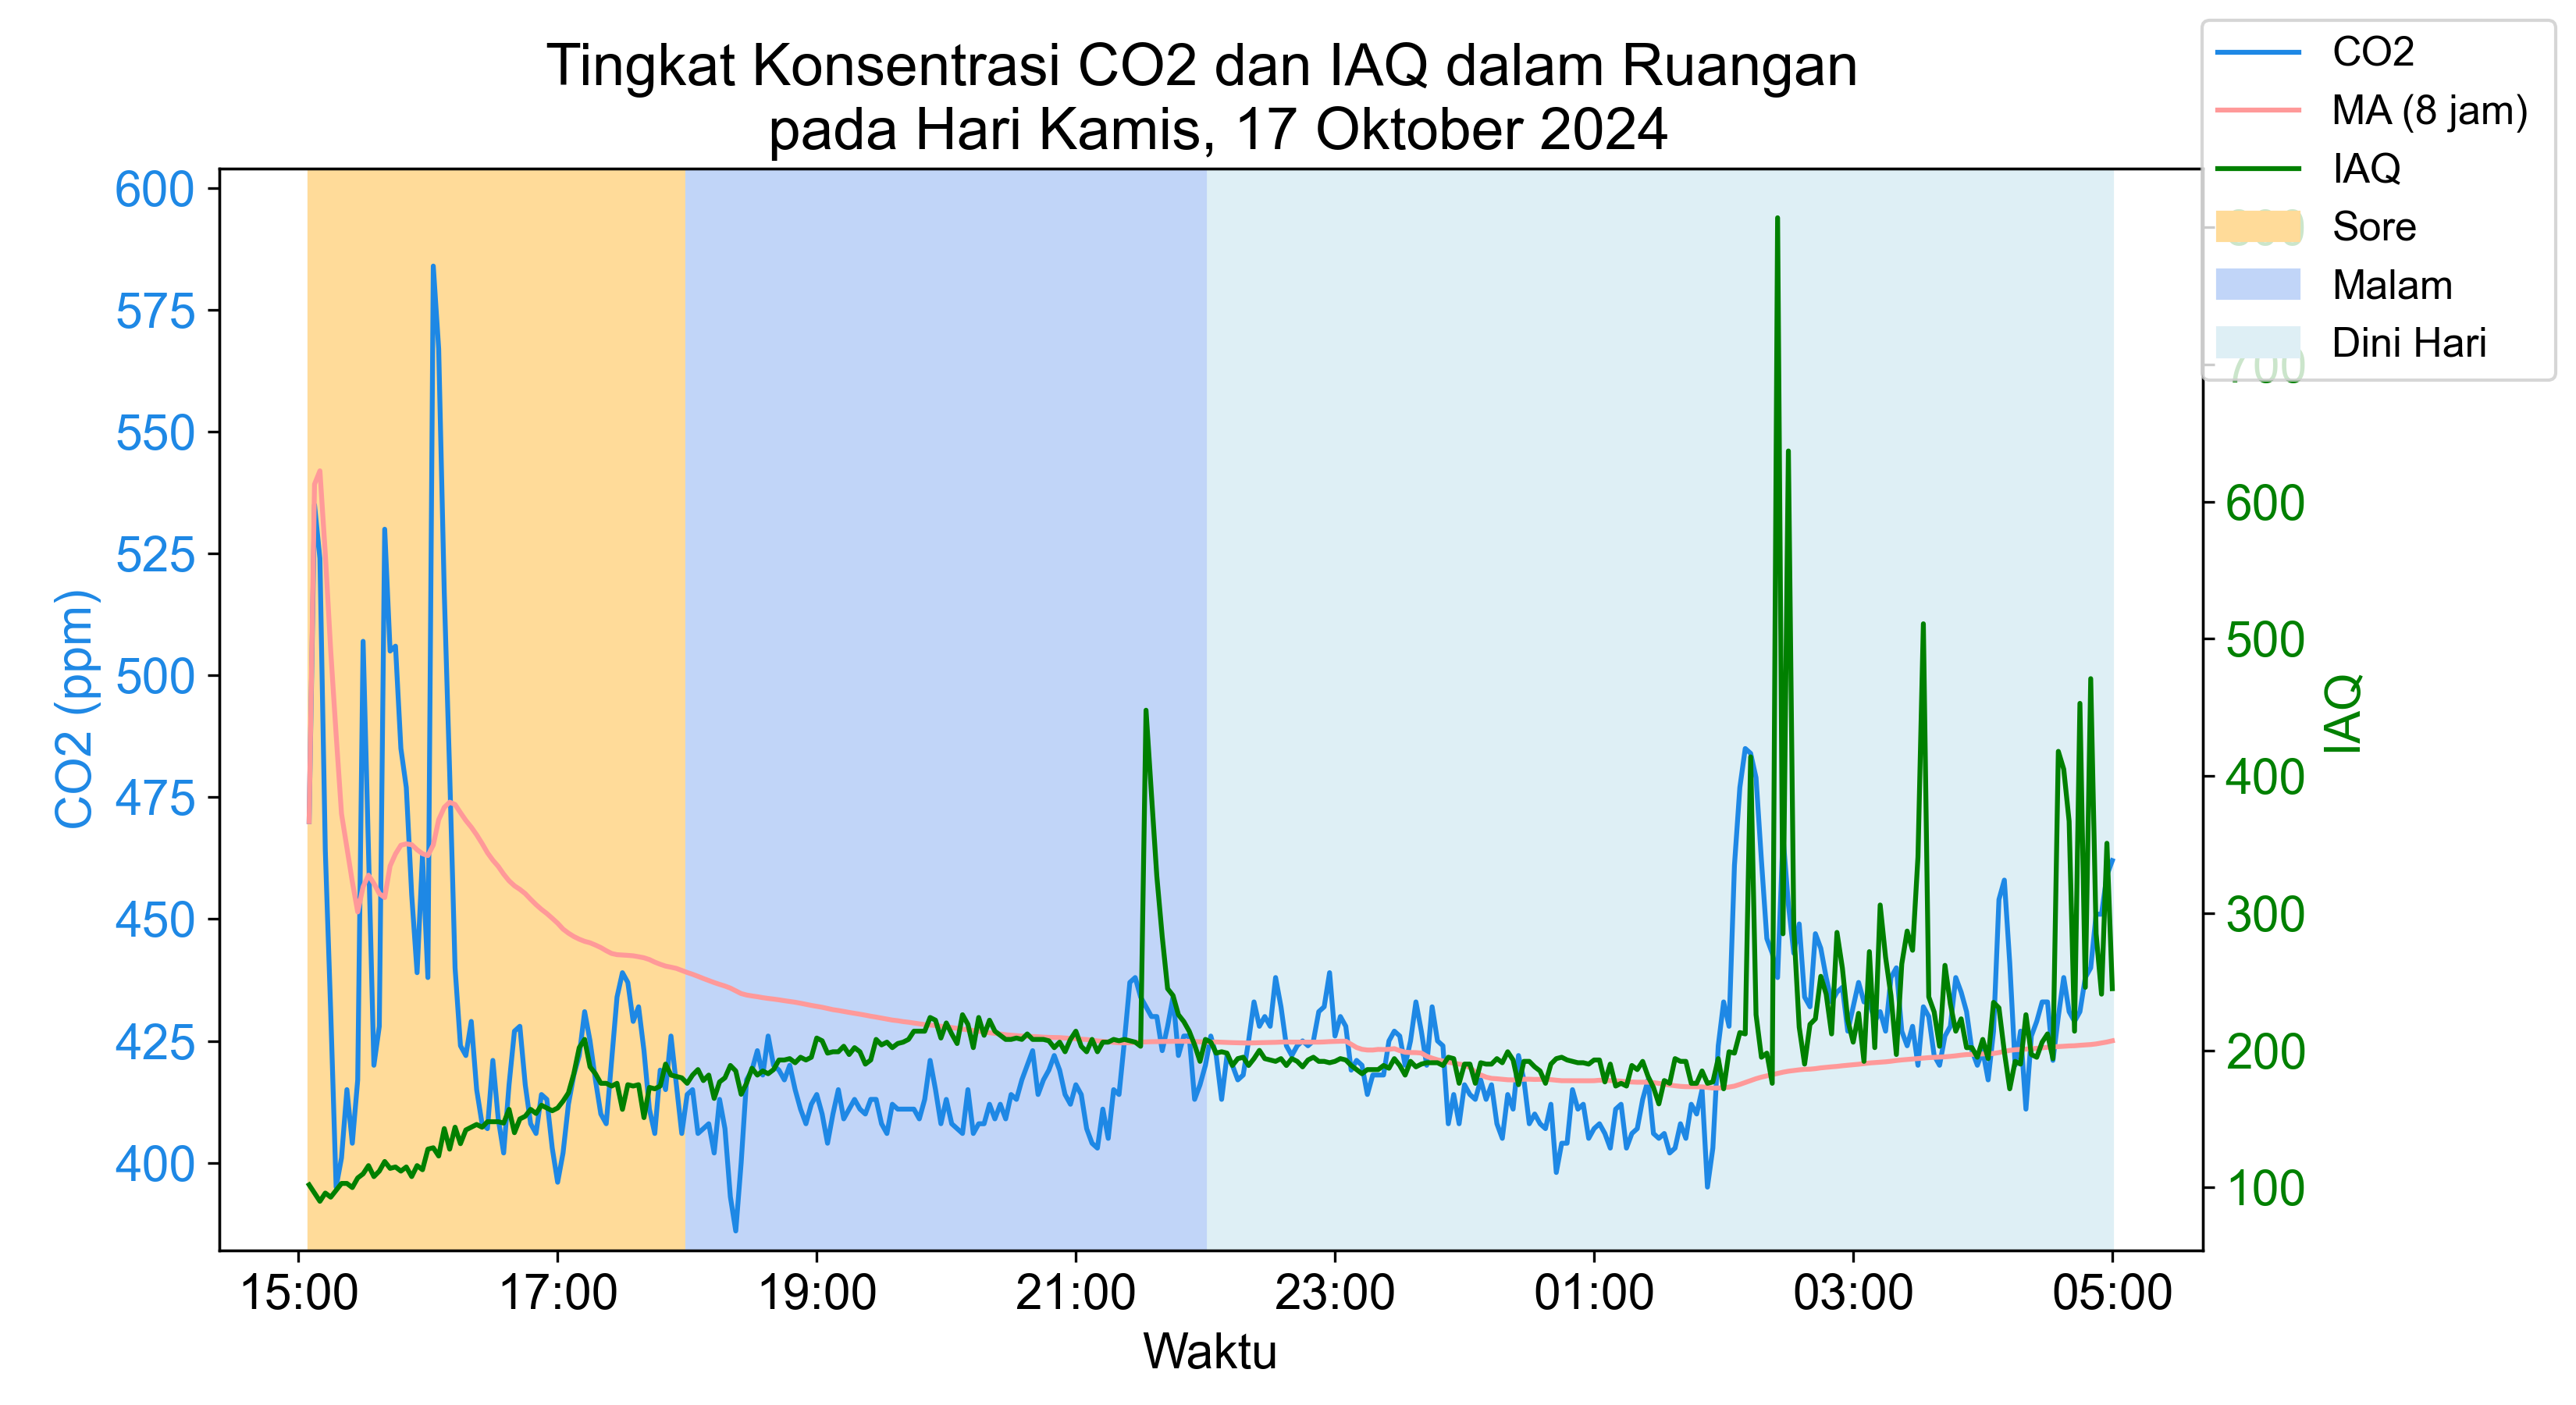 Tingkat Konsentrasi CO2 dan IAQ dalam Ruangan
pada Hari Kamis, 17 Oktober 2024
CO2
MA (8 jam)
IAQ
Sore
Malam
Dini Hari
600
575
550
525
500
475
450
425
400
CO2 (ppm)
800
700
600
500
400
300
200
100
IAQ
15:00 17:00 19:00 21:00 23:00 01:00 03:00 05:00
Waktu